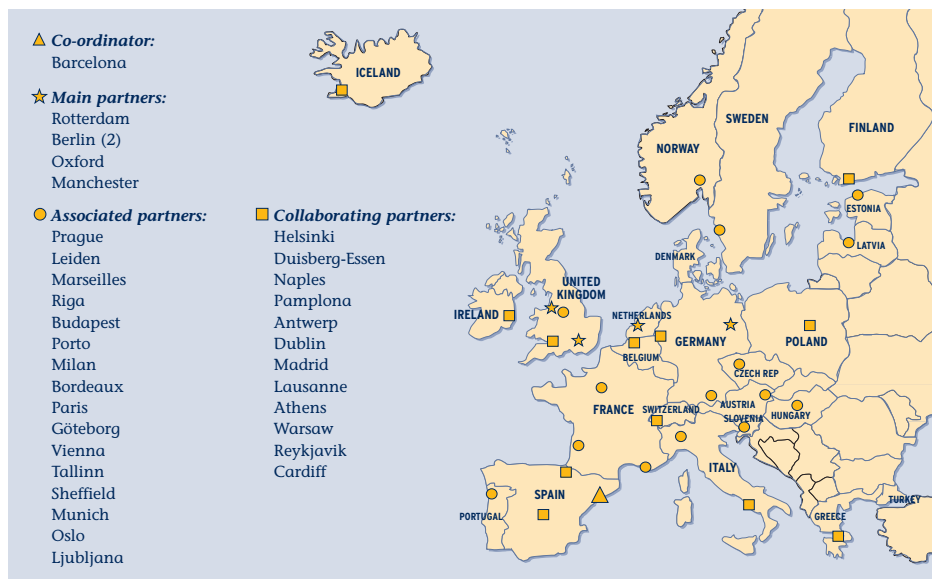 Co-ordinator:
Barcelona
Main partners:
Rotterdam
Berlin (2)
Oxford
Manchester
Associated partners:
Prague
Leiden
Marseilles
Riga
Budapest
Porto
Milan
Bordeaux
Paris
Göteborg
Vienna
Tallinn
Sheffield
Munich
Oslo
Ljubljana
Collaborating partners:
Helsinki
Duisberg-Essen
Naples
Pamplona
Antwerp
Dublin
Madrid
Lausanne
Athens
Warsaw
Reykjavik
Cardiff
ICELAND
SWEDEN
FINLAND
NORWAY
ESTONIA
LATVIA
DENMARK
UNITED
KINGDOM
IRELAND
NETHERLANDS
GERMANY
POLAND
BELGIUM
CZECH REP
FRANCE
SWITZERLAND
AUSTRIA
HUNGARY
SLOVENIA
ITALY
SPAIN
PORTUGAL
GREECE
TURKEY